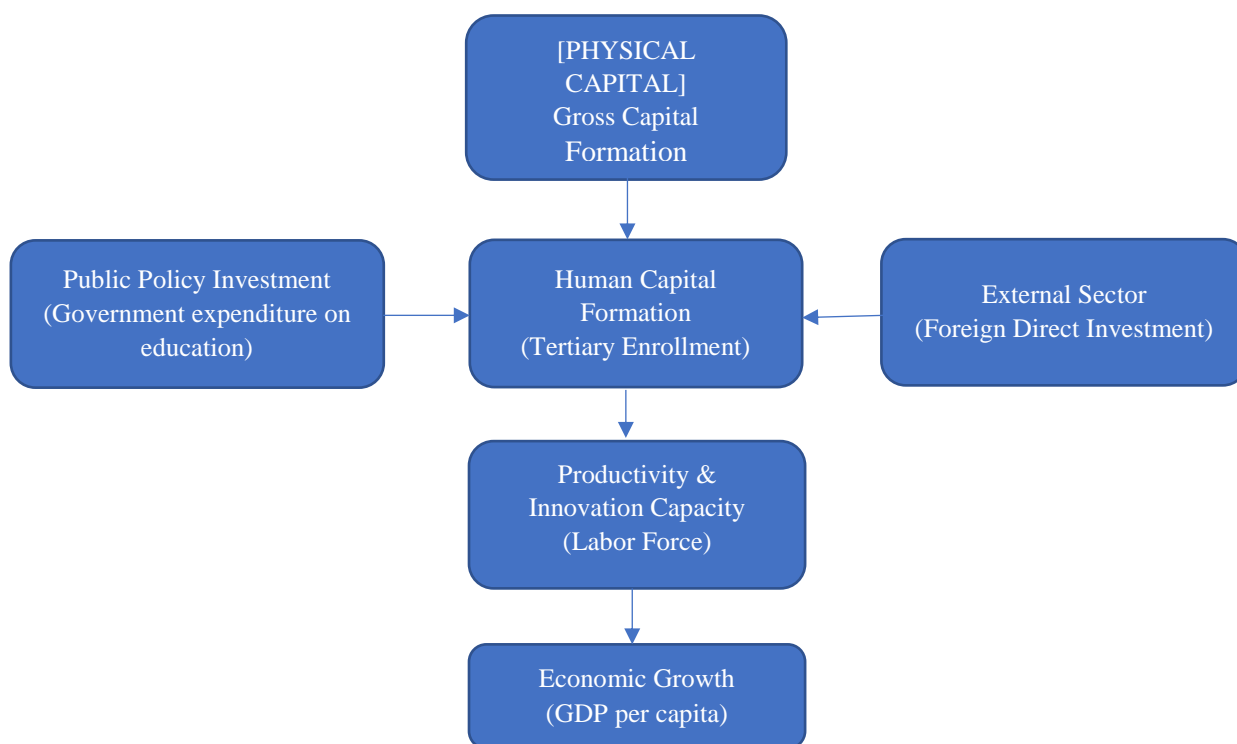 [PHYSICAL
CAPITAL]
Gross Capital
Formation
Public Policy Investment
(Government expenditure on
education)
Human Capital
Formation
(Tertiary Enrollment)
External Sector
(Foreign Direct Investment)
Productivity &
Innovation Capacity
(Labor Force)
Economic Growth
(GDP per capita)